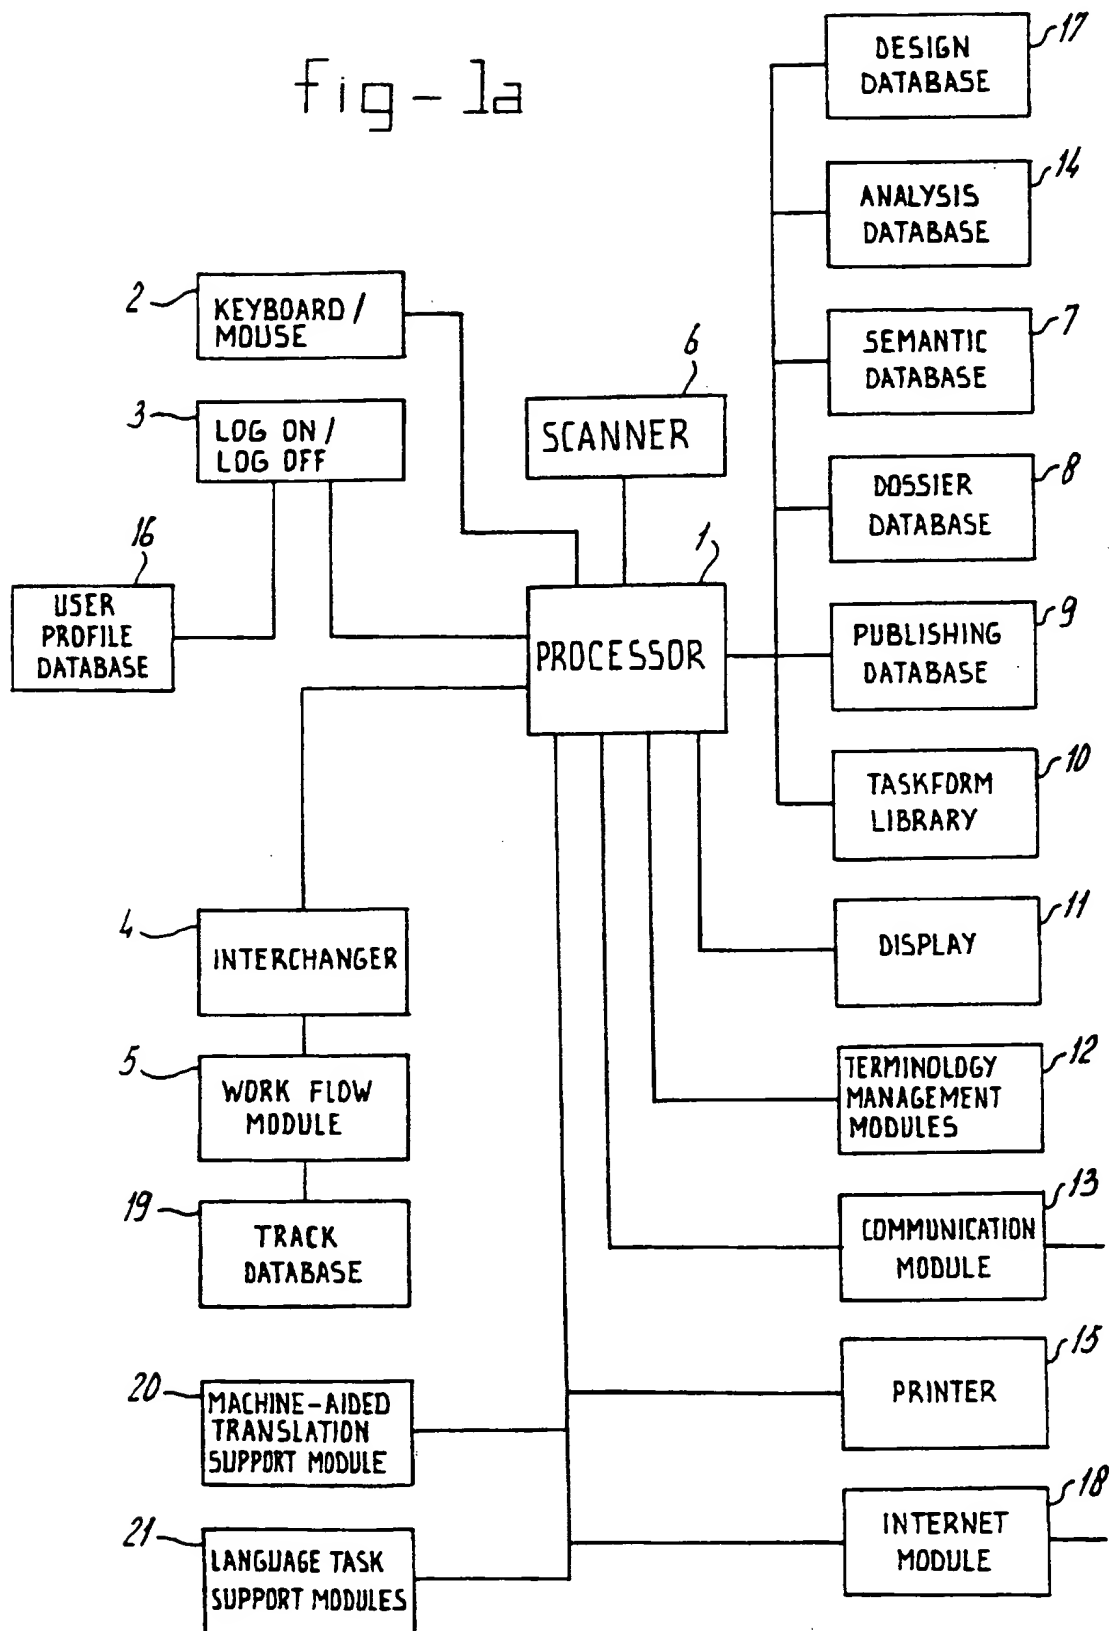 fig-1a
17
DESIGN
DATABASE
14
ANALYSIS
DATABASE
2
KEYBOARD/
MOUSE
7
SEMANTIC
DATABASE
6
SCANNER
3
LOG ON/
LOG OFF
8
DOSSIER
DATABASE
16
USER
PROFILE
DATABASE
1
PROCESSOR
9
PUBLISHING
DATABASE
10
TASKFORM
LIBRARY
4
INTERCHANGER
11
DISPLAY
5
WORK FLOW
MODULE
12
TERMINOLOGY
MANAGEMENT
MODULES
19
TRACK
DATABASE
13
COMMUNICATION
MODULE
20
MACHINE-AIDED
TRANSLATION
SUPPORT MODULE
15
PRINTER
21
LANGUAGE TASK
SUPPORT MODULES
18
INTERNET
MODULE